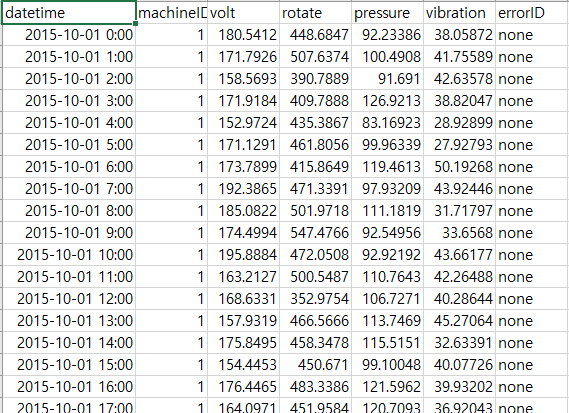 datetime machineID volt rotate pressure vibration errorID
2015-10-01 0:00 1 180.5412 448.6847 92.23386 38.05872 none
2015-10-01 1:00 1 171.7926 507.6374 100.4908 41.75589 none
2015-10-01 2:00 1 158.5693 390.7889 91.691 42.63578 none
2015-10-01 3:00 1 171.9184 409.7888 126.9213 38.82047 none
2015-10-01 4:00 1 152.9724 435.3867 83.16923 28.92899 none
2015-10-01 5:00 1 171.1291 461.8056 99.96339 27.92793 none
2015-10-01 6:00 1 173.7899 415.8649 119.4613 50.19268 none
2015-10-01 7:00 1 192.3865 471.3391 97.93209 43.92446 none
2015-10-01 8:00 1 185.0822 501.9718 111.1819 31.71797 none
2015-10-01 9:00 1 174.4994 547.4766 92.54956 33.6568 none
2015-10-01 10:00 1 195.8884 472.0508 92.92192 43.66177 none
2015-10-01 11:00 1 163.2127 500.5487 110.7643 42.26488 none
2015-10-01 12:00 1 168.6331 352.9754 106.7271 40.28644 none
2015-10-01 13:00 1 157.9319 466.5666 113.7469 45.27064 none
2015-10-01 14:00 1 175.8495 458.3478 115.5151 32.63391 none
2015-10-01 15:00 1 154.4453 450.671 99.10048 40.07726 none
2015-10-01 16:00 1 176.4465 483.3386 121.5962 39.93202 none
2015-10-01 17:00 1 164.0971 451.9584 120.7093 36.92043 none